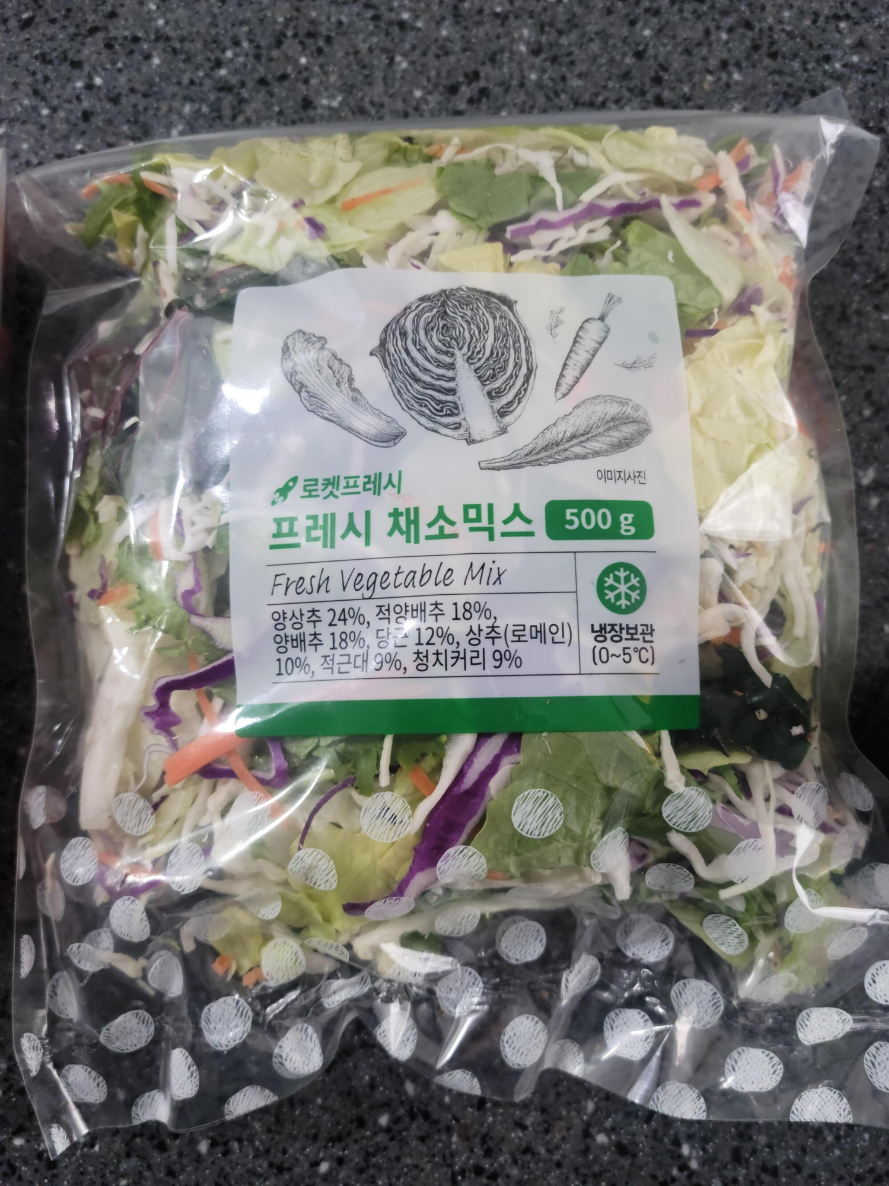 이미지사진
로켓프레시
프레시 채소믹스 500 g
Fresh Vegetable Mix
양상추 24%, 적양배추 18%,
양배추 18%, 당근 12%, 상추(로메인)
10%, 적근대 9%, 청치커리 9%
냉장보관
(0~5℃)